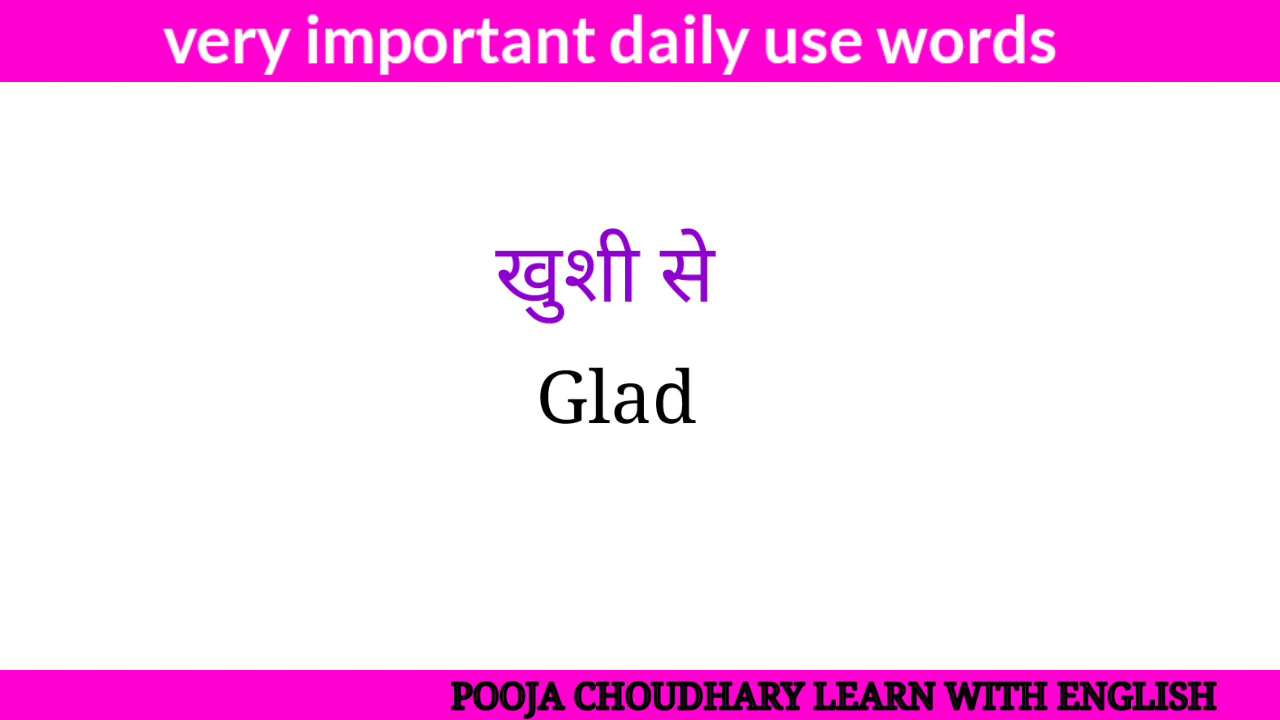 very important daily use words
खुशी से
Glad
POOJA CHOUDHARY LEARN WITH ENGLISH